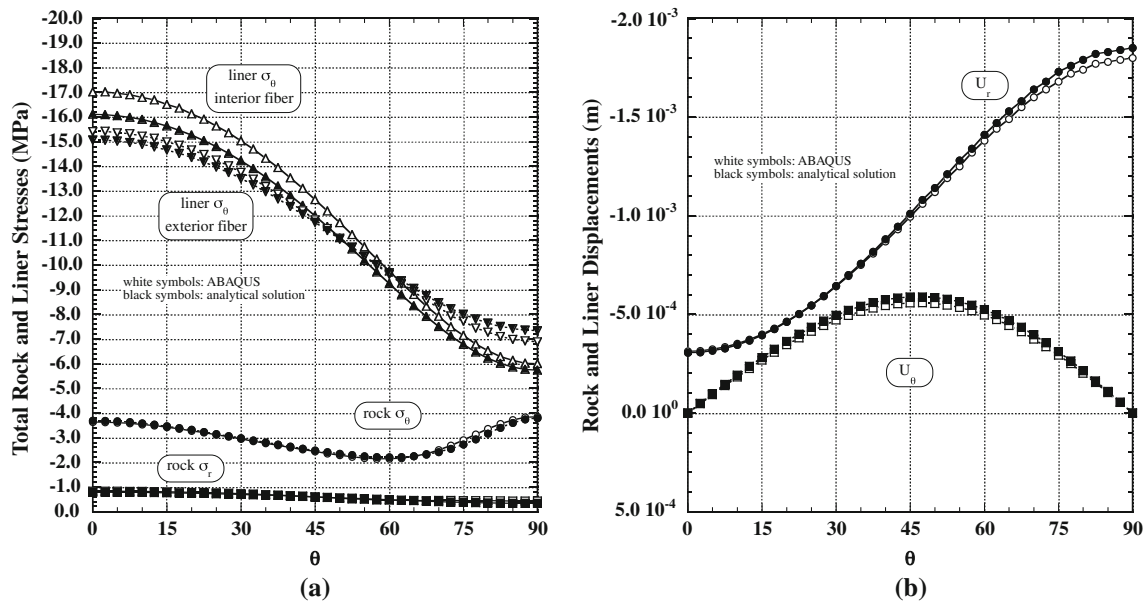 Total Rock and Liner Stresses (MPa)
-20.0
-19.0
-18.0
-17.0
-16.0
-15.0
-14.0
-13.0
-12.0
-11.0
-10.0
-9.0
-8.0
-7.0
-6.0
-5.0
-4.0
-3.0
-2.0
-1.0
0.0
liner σθ
interior fiber
liner σθ
exterior fiber
white symbols: ABAQUS
black symbols: analytical solution
rock σθ
rock σr
0 15 30 45 60 75 90
θ
(a)
Rock and Liner Displacements (m)
-2.0 10⁻³
-1.5 10⁻³
-1.0 10⁻³
-5.0 10⁻⁴
0.0 10⁰
5.0 10⁻⁴
Ur
white symbols: ABAQUS
black symbols: analytical solution
Uθ
0 15 30 45 60 75 90
θ
(b)